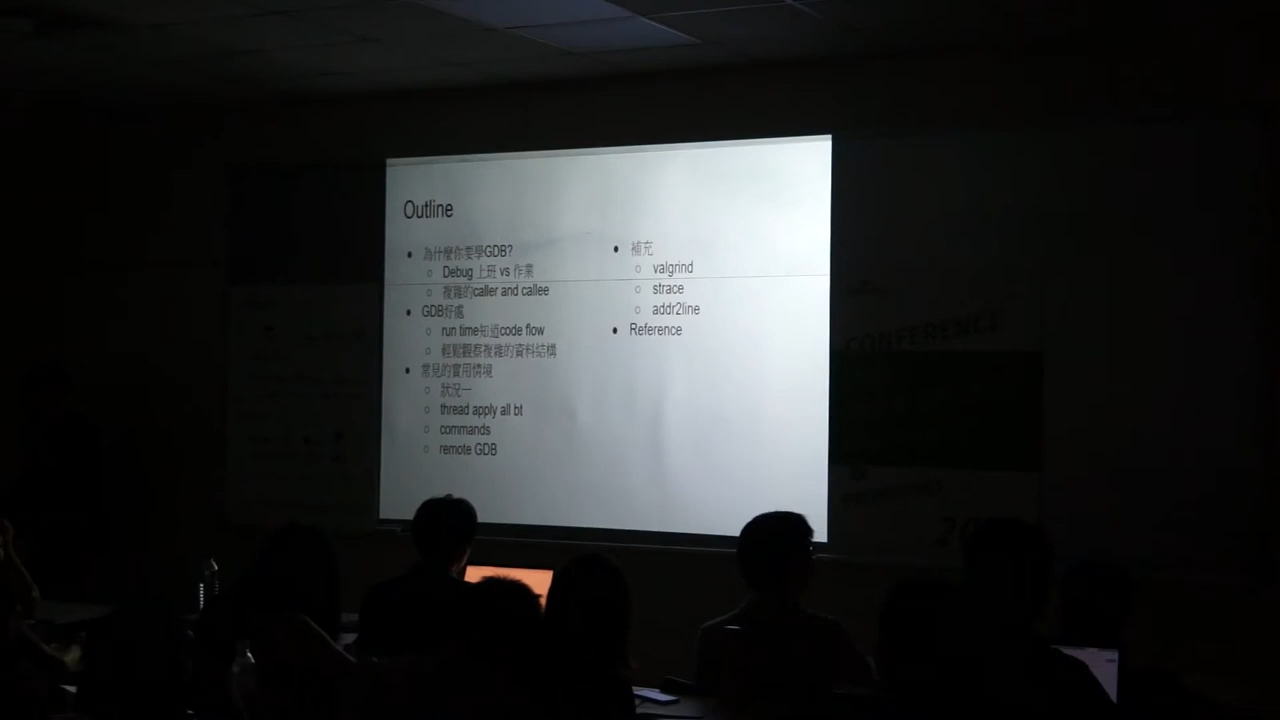 Outline
為什麼你要學GDB?
Debug 上班 vs 作業
複雜的caller and callee
GDB好處
run time知道code flow
輕鬆觀察複雜的資料結構
常見的實用情境
狀況一
thread apply all bt
commands
remote GDB
補充
valgrind
strace
addr2line
Reference
CONFERENCE